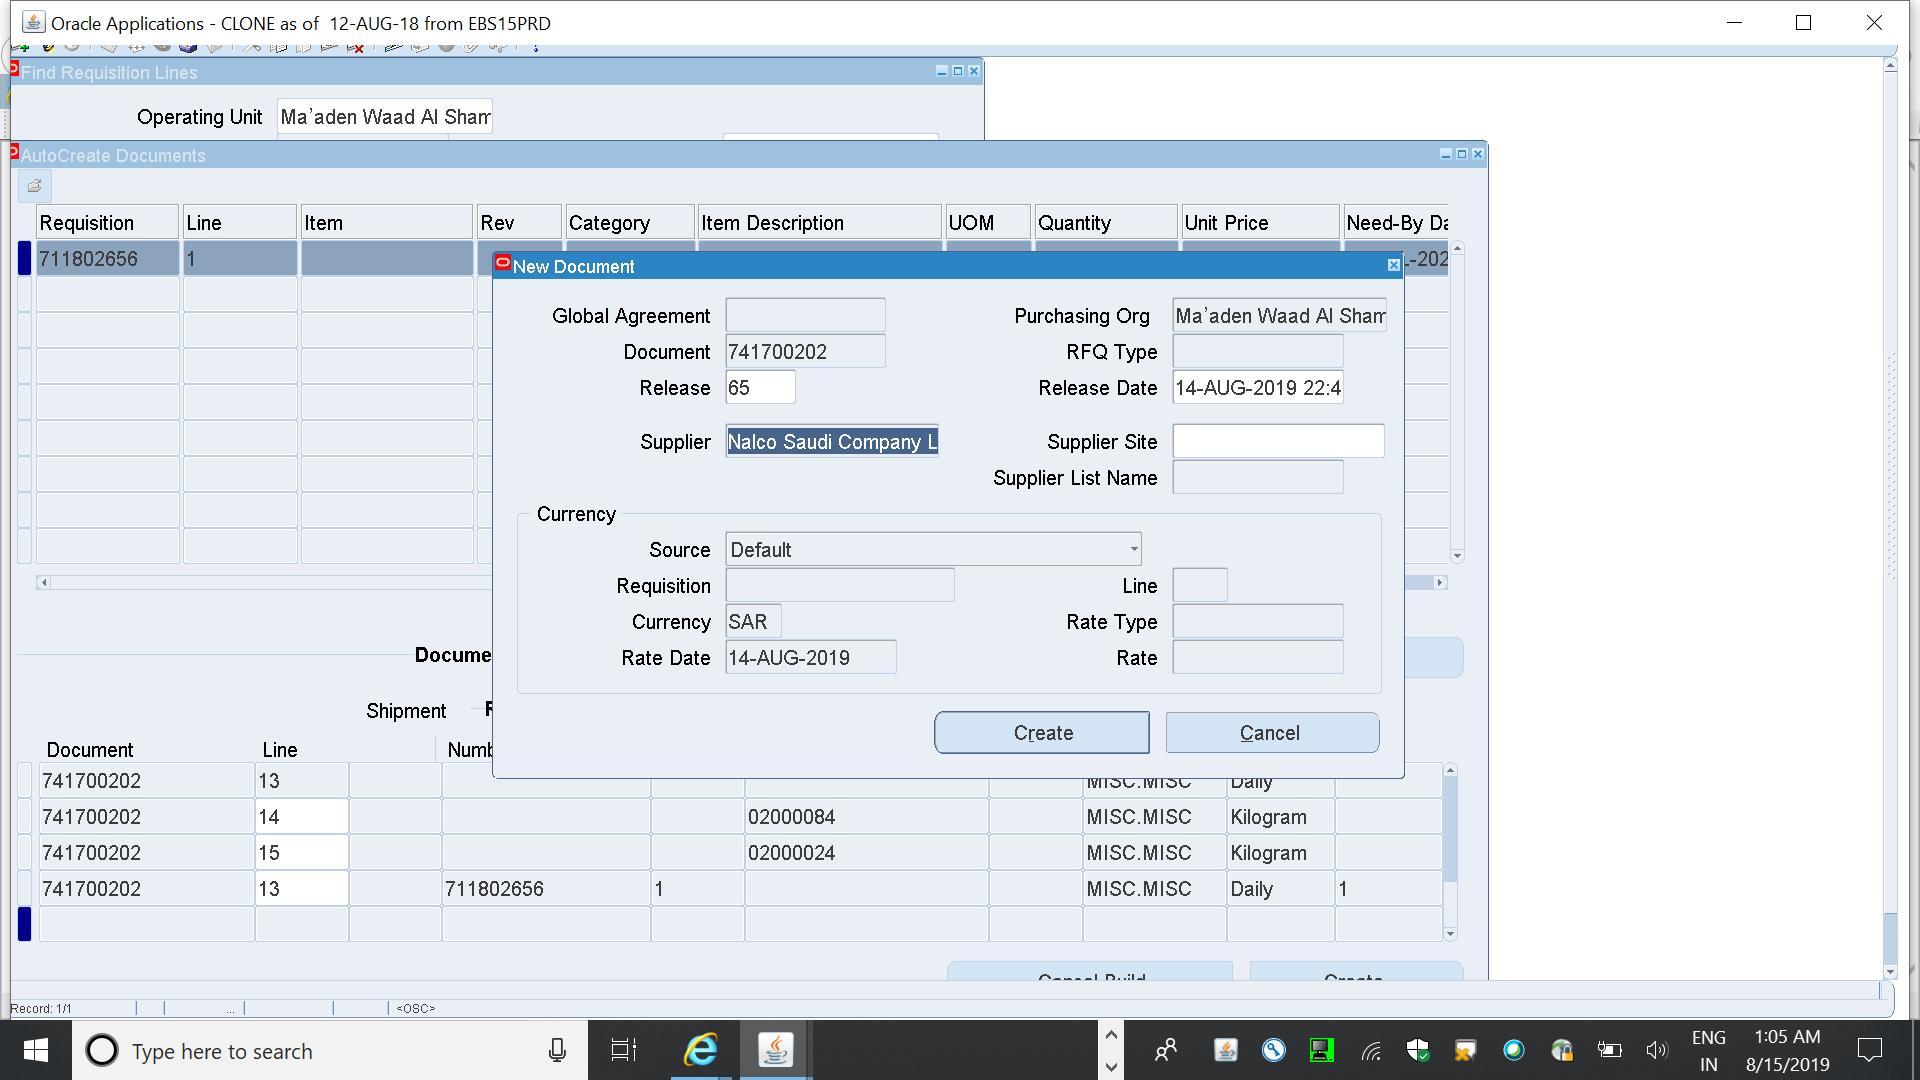 Oracle Applications - CLONE as of  12-AUG-18 from EBS15PRD
Find Requisition Lines
Operating Unit Ma'aden Waad Al Sham
AutoCreate Documents
Requisition Line Item Rev Category Item Description UOM Quantity Unit Price Need-By Da
711802656 1 L-202
New Document
Global Agreement Purchasing Org Ma'aden Waad Al Sham
Document 741700202 RFQ Type
Release 65 Release Date 14-AUG-2019 22:4
Supplier Nalco Saudi Company L Supplier Site
Supplier List Name
Currency
Source Default
Requisition Line
Currency SAR Rate Type
Rate Date 14-AUG-2019 Rate
Create Cancel
Docume
Shipment
Document Line Numb
741700202 13 MISC.MISC Daily
741700202 14 02000084 MISC.MISC Kilogram
741700202 15 02000024 MISC.MISC Kilogram
741700202 13 711802656 1 MISC.MISC Daily 1
Cancel Build Create
Record: 1/1 ... <OSC>
Type here to search
ENG 1:05 AM
IN 8/15/2019